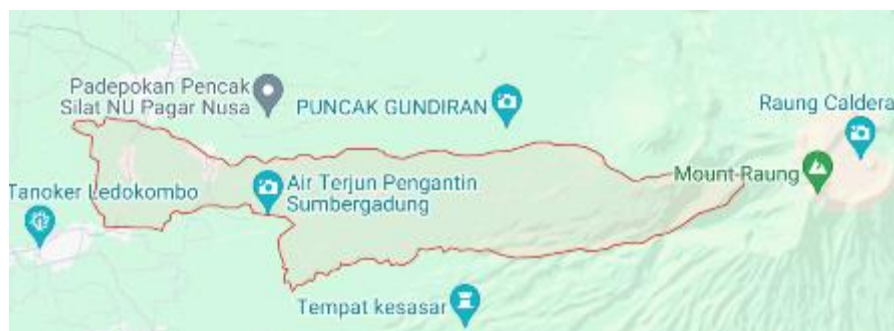 Padepokan Pencak
Silat NU Pagar Nusa
PUNCAK GUNDIRAN
Raung Caldera
Mount Raung
Tanoker Ledokombo
Air Terjun Pengantin
Sumbergadung
Tempat kesasar